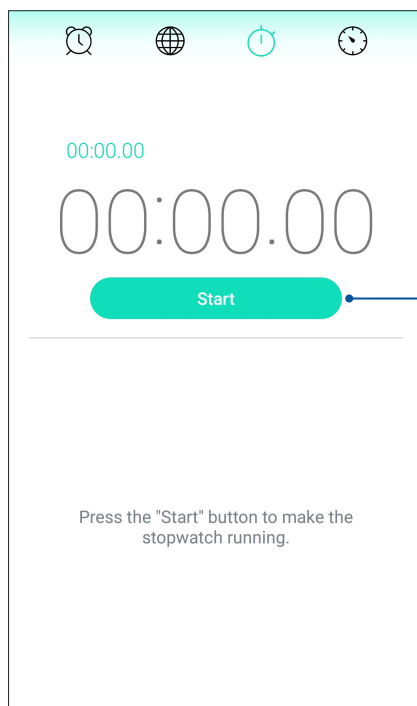 00:00.00
00:00.00
Start
Press the "Start" button to make the
stopwatch running.